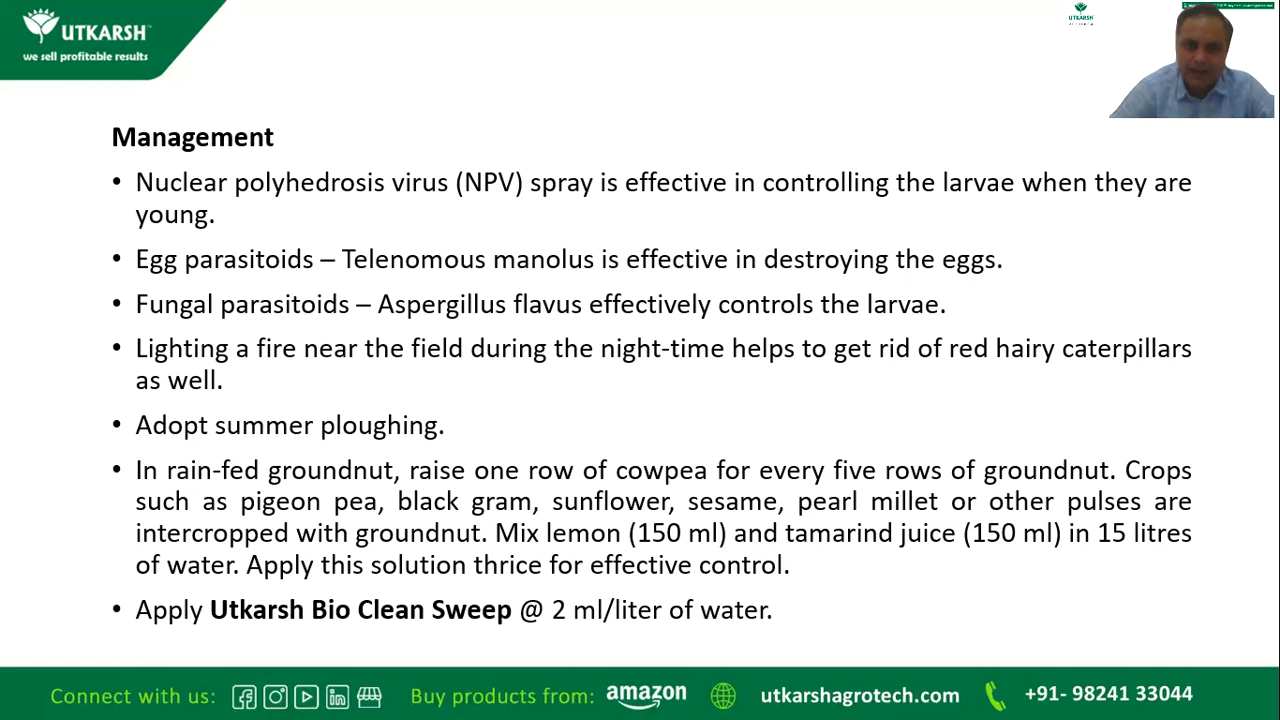 UTKARSH
we sell profitable results
UTKARSH
Management
• Nuclear polyhedrosis virus (NPV) spray is effective in controlling the larvae when they are
young.
• Egg parasitoids – Telenomous manolus is effective in destroying the eggs.
• Fungal parasitoids – Aspergillus flavus effectively controls the larvae.
• Lighting a fire near the field during the night-time helps to get rid of red hairy caterpillars
as well.
• Adopt summer ploughing.
• In rain-fed groundnut, raise one row of cowpea for every five rows of groundnut. Crops
such as pigeon pea, black gram, sunflower, sesame, pearl millet or other pulses are
intercropped with groundnut. Mix lemon (150 ml) and tamarind juice (150 ml) in 15 litres
of water. Apply this solution thrice for effective control.
• Apply Utkarsh Bio Clean Sweep @ 2 ml/liter of water.
Connect with us: Buy products from: amazon utkarshagrotech.com +91- 98241 33044